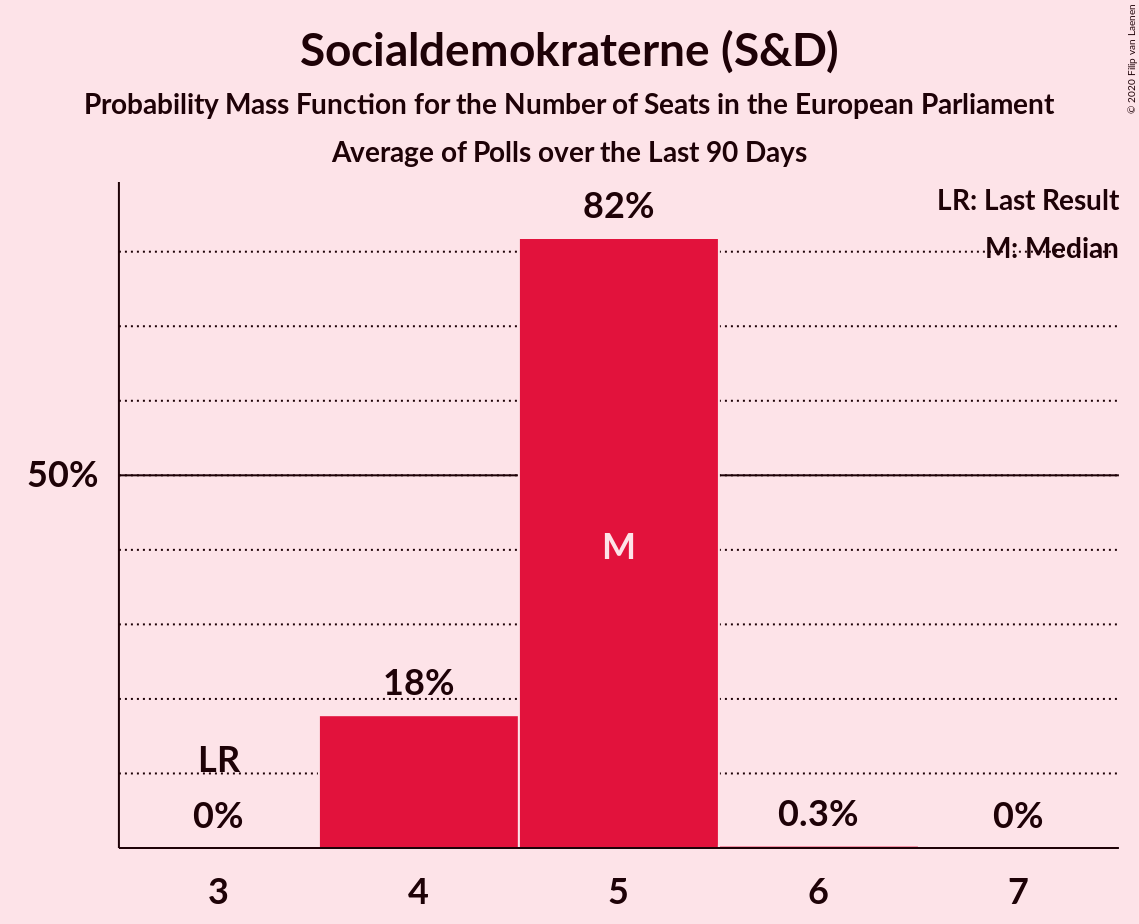 Socialdemokraterne (S&D)
Probability Mass Function for the Number of Seats in the European Parliament
Average of Polls over the Last 90 Days
© 2020 Filip van Laenen
LR: Last Result
M: Median
82%
50%
M
18%
LR
0%
0.3%
0%
3
4
5
6
7